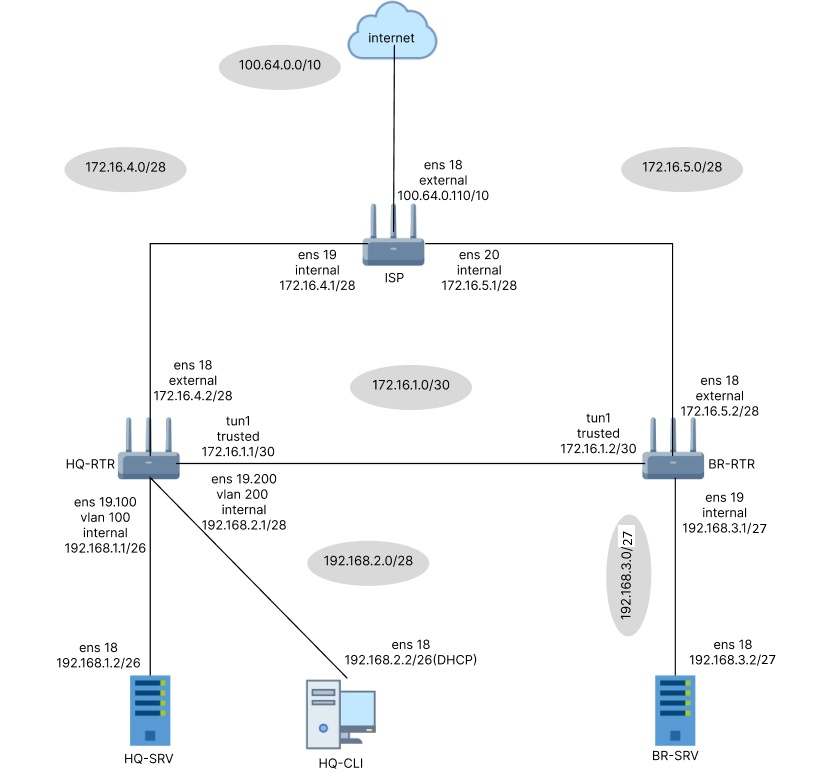 internet
100.64.0.0/10
172.16.4.0/28
172.16.5.0/28
ens 18
external
100.64.0.110/10
ens 19
internal
172.16.4.1/28
ens 20
internal
172.16.5.1/28
ISP
ens 18
external
172.16.4.2/28
172.16.1.0/30
ens 18
external
172.16.5.2/28
tun1
trusted
172.16.1.1/30
tun1
trusted
172.16.1.2/30
HQ-RTR
BR-RTR
ens 19.100
vlan 100
internal
192.168.1.1/26
ens 19.200
vlan 200
internal
192.168.2.1/28
ens 19
internal
192.168.3.1/27
192.168.2.0/28
192.168.3.0/27
ens 18
192.168.1.2/26
ens 18
192.168.2.2/26(DHCP)
ens 18
192.168.3.2/27
HQ-SRV
HQ-CLI
BR-SRV